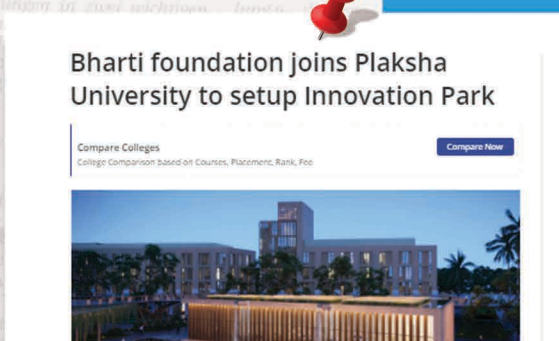 Bharti foundation joins Plaksha
University to setup Innovation Park
Compare Colleges
Compare Now
College Comparison based on Courses, Placement, Rank, Fee